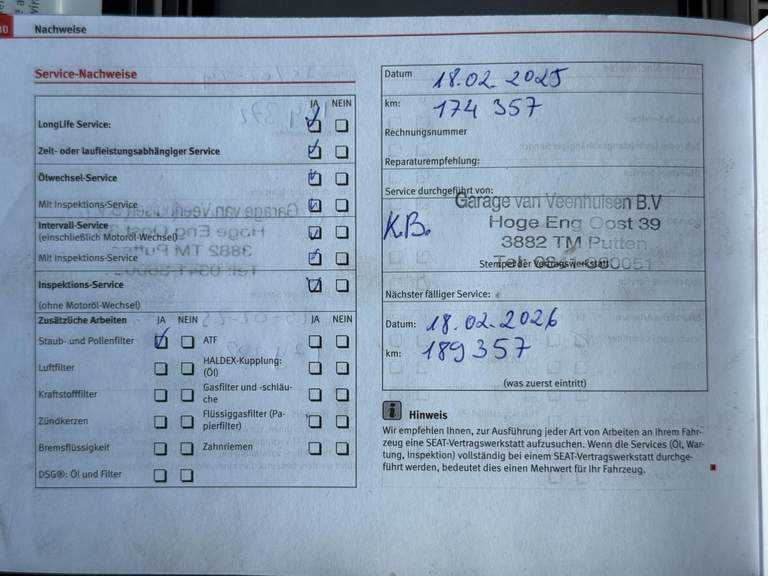 Nachweise
Service-Nachweise
JA NEIN
LongLife Service:
Zeit- oder laufleistungsabhängiger Service
Ölwechsel-Service
Mit Inspektions-Service
Intervall-Service
(einschließlich Motoröl-Wechsel)
Mit Inspektions-Service
Inspektions-Service
(ohne Motoröl-Wechsel)
Zusätzliche Arbeiten JA NEIN JA NEIN
Staub- und Pollenfilter ATF
Luftfilter HALDEX-Kupplung:
(Öl)
Kraftstofffilter Gasfilter und -schläu-
che
Zündkerzen Flüssiggasfilter (Pa-
pierfilter)
Bremsflüssigkeit Zahnriemen
DSG®: Öl und Filter
Datum 18.02.2025
km: 174 357
Rechnungsnummer
Reparaturempfehlung:
Service durchgeführt von:
Garage van Veenhuisen B.V
K.B. Hoge Eng Oost 39
3882 TM Putten
Stempel der Vertragswerkstatt
Nächster fälliger Service:
Datum: 18.02.2026
km: 189357
(was zuerst eintritt)
Hinweis
Wir empfehlen Ihnen, zur Ausführung jeder Art von Arbeiten an Ihrem Fahr-
zeug eine SEAT-Vertragswerkstatt aufzusuchen. Wenn die Services (Öl, War-
tung, Inspektion) vollständig bei einem SEAT-Vertragswerkstatt durchge-
führt werden, bedeutet dies einen Mehrwert für Ihr Fahrzeug.